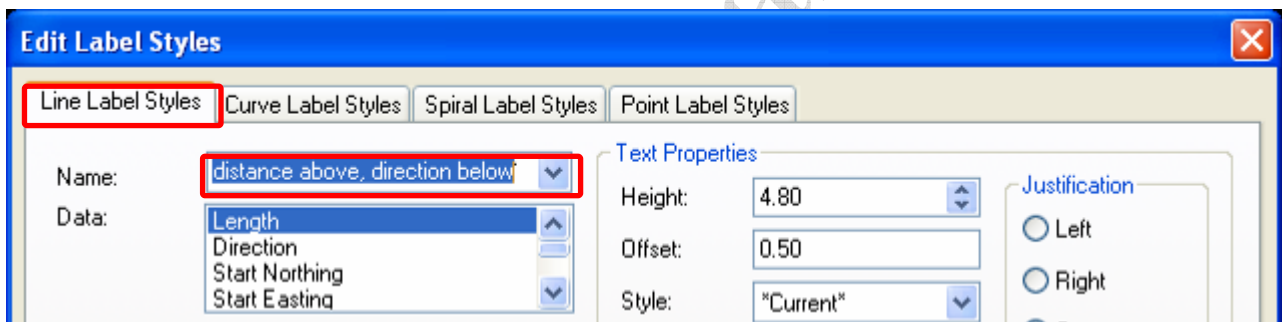 Edit Label Styles
Line Label Styles Curve Label Styles Spiral Label Styles Point Label Styles
Name: distance above, direction below
Data: Length
Direction
Start Northing
Start Easting
Text Properties
Height: 4.80
Offset: 0.50
Style: *Current*
Justification
Left
Right